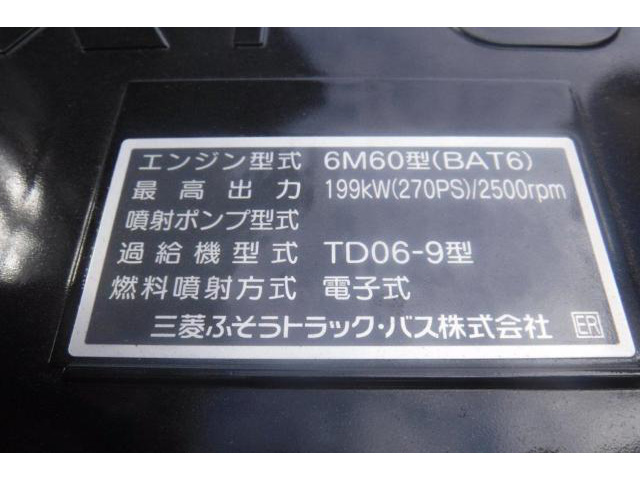 エンジン型式 6M60型(BAT6)
最高出力 199kW(270PS)/2500rpm
噴射ポンプ型式
過給機型式 TD06-9型
燃料噴射方式 電子式
三菱ふそうトラック・バス株式会社 ER